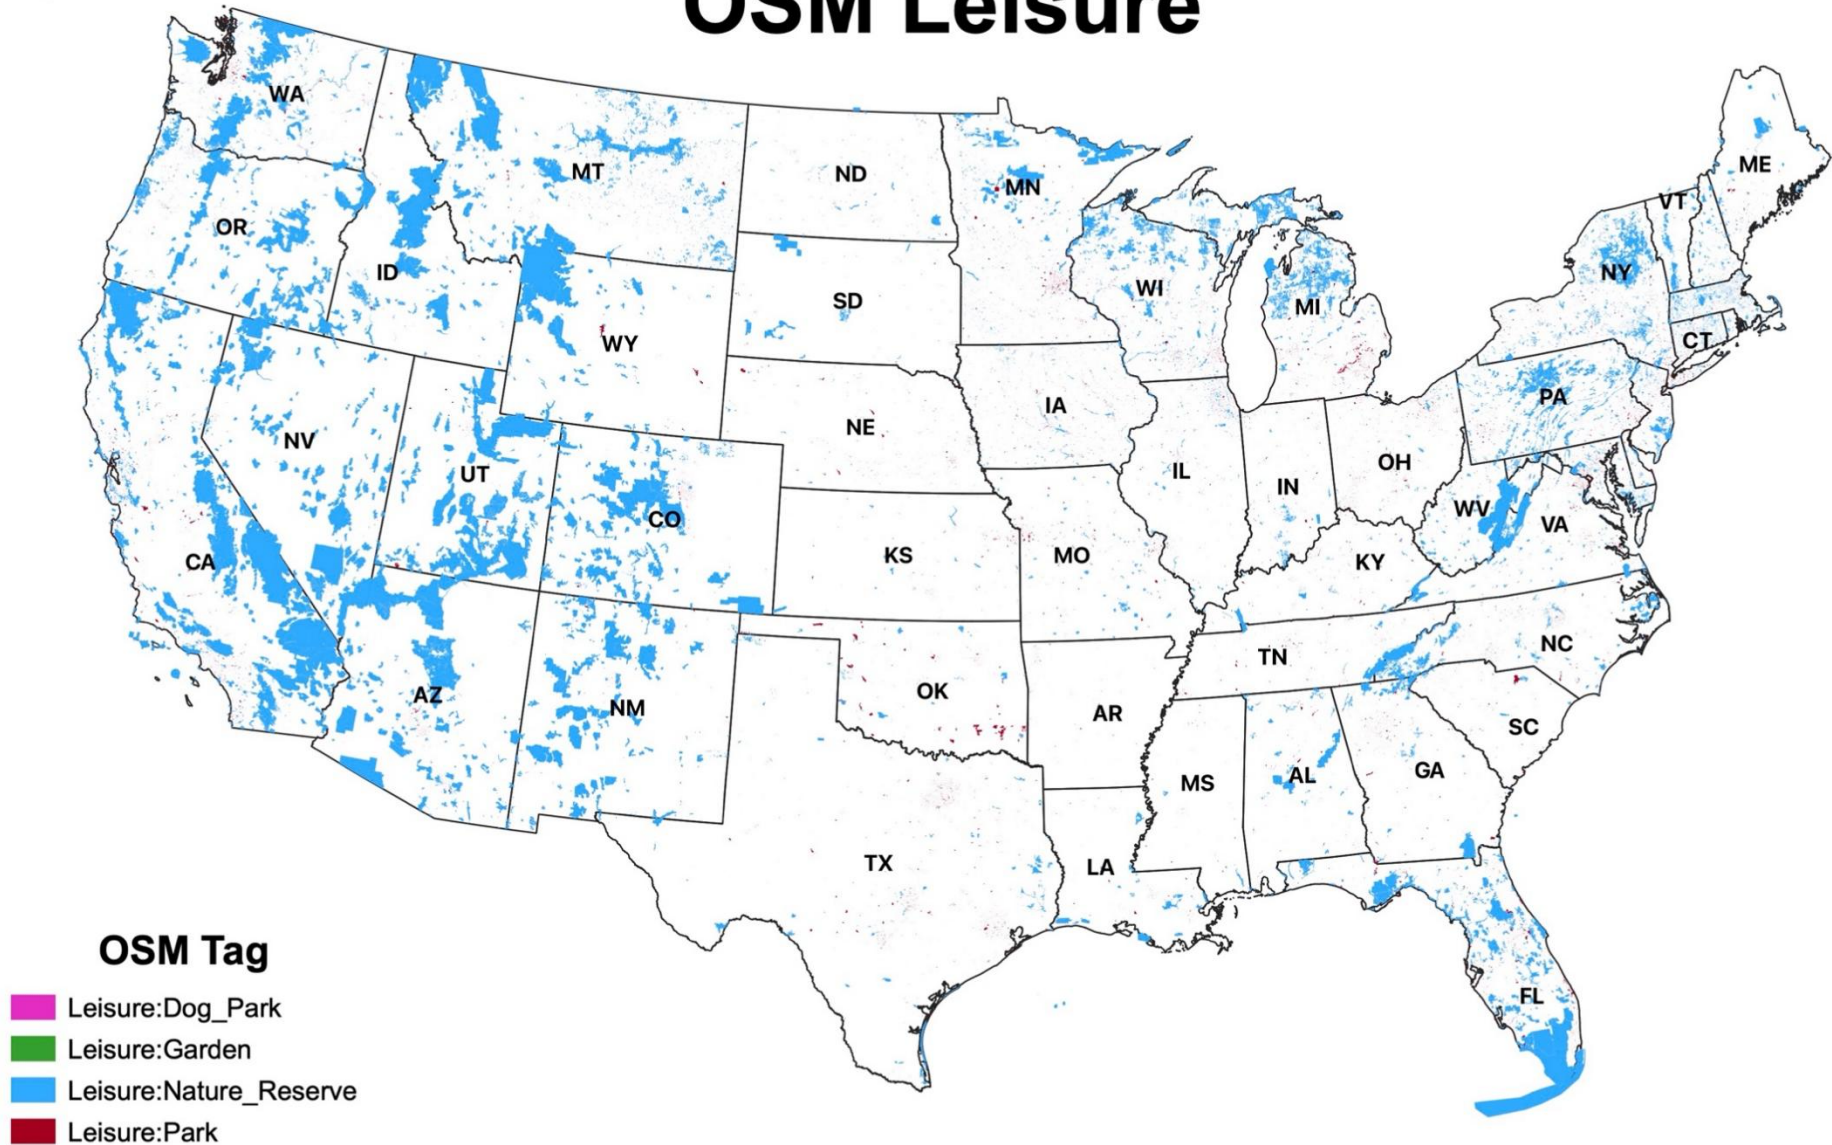 OSM Leisure
WA
MT
ND
MN
ME
VT
OR
ID
SD
WI
MI
NY
WY
CT
NE
IA
PA
NV
UT
CO
IL
IN
OH
WV
VA
CA
KS
MO
KY
AZ
NM
OK
AR
TN
NC
SC
TX
LA
MS
AL
GA
FL
OSM Tag
Leisure:Dog_Park
Leisure:Garden
Leisure:Nature_Reserve
Leisure:Park